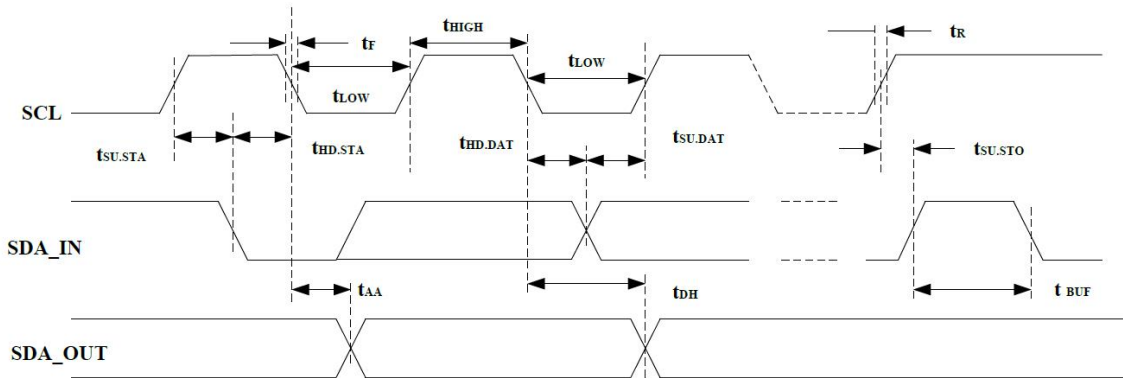 tF
tHIGH
tLOW
tR
SCL
tLOW
tSU.STA
tHD.STA
tHD.DAT
tSU.DAT
tSU.STO
SDA_IN
tAA
tDH
t BUF
SDA_OUT